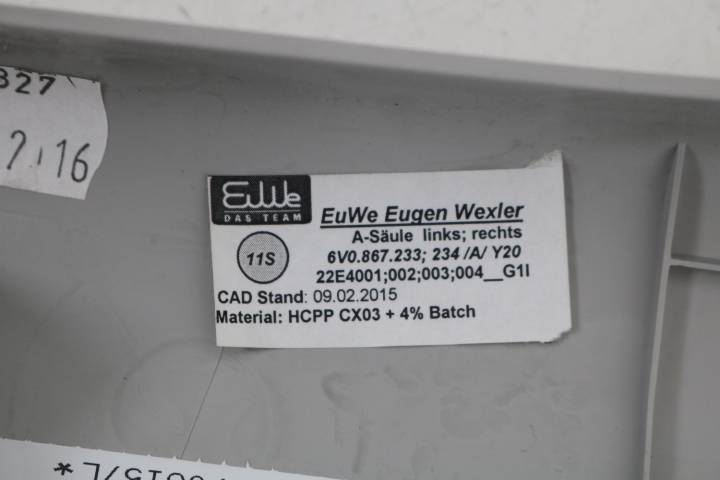 327
7.16
EuWe
DAS TEAM
EuWe Eugen Wexler
A-Säule links; rechts
11S
6V0.867.233; 234 /A/ Y20
22E4001;002;003;004__G1I
CAD Stand: 09.02.2015
Material: HCPP CX03 + 4% Batch